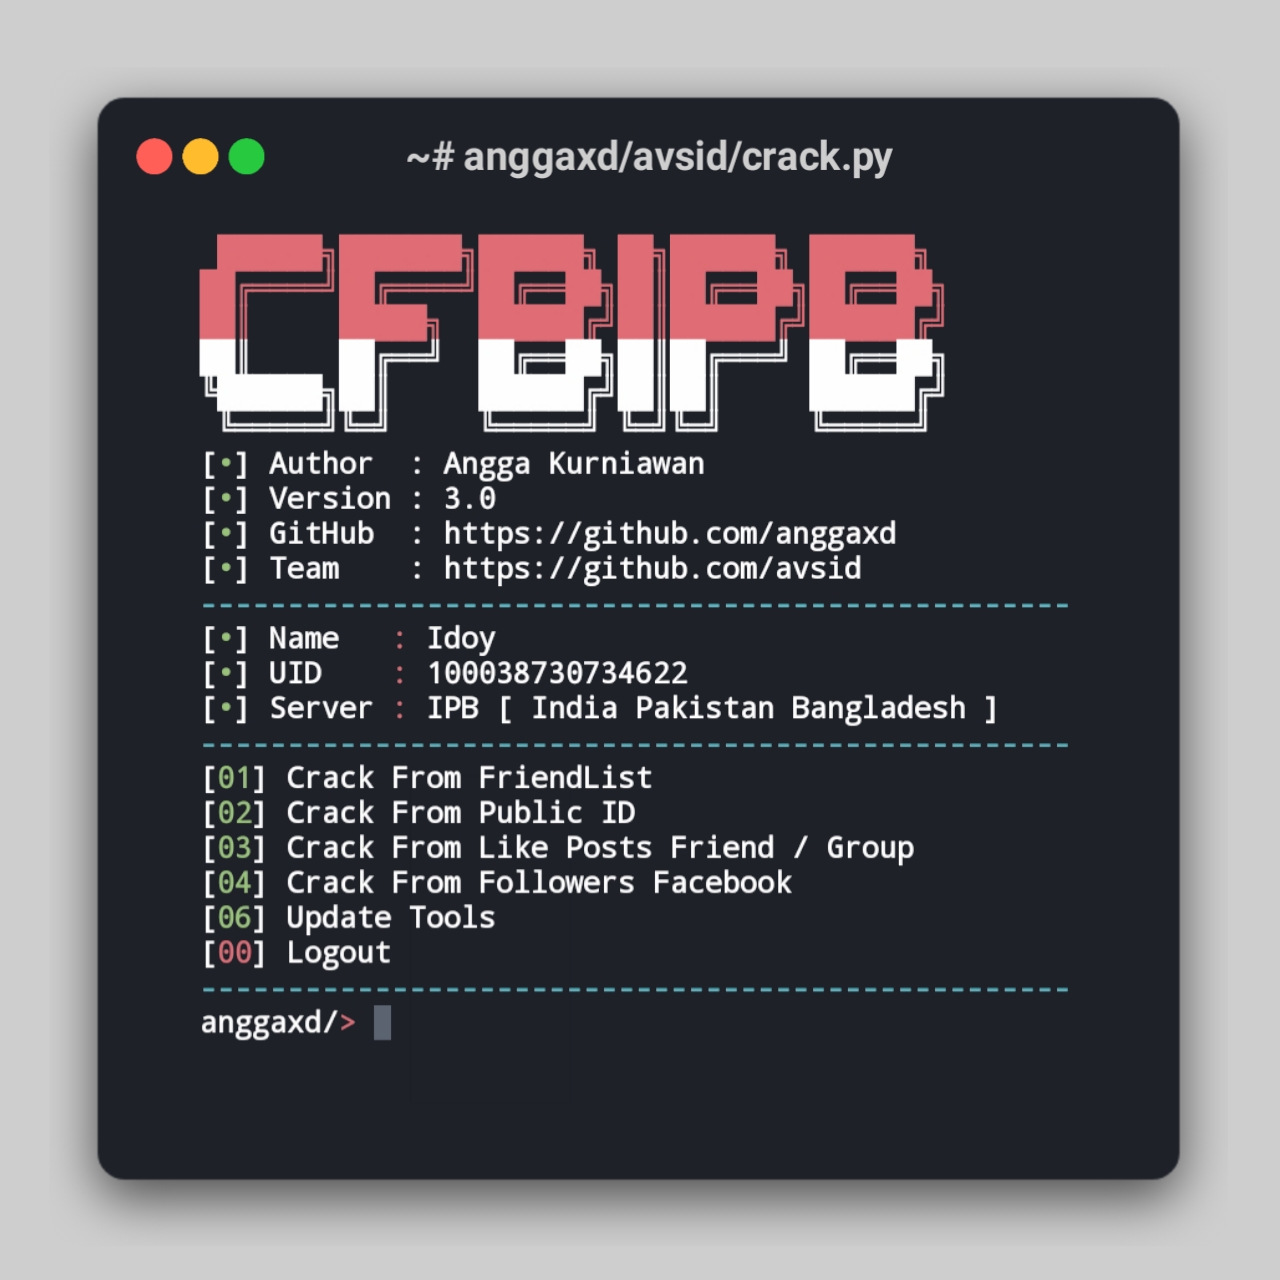 ~# anggaxd/avsid/crack.py
CFBIPB
[•] Author  : Angga Kurniawan
[•] Version : 3.0
[•] GitHub  : https://github.com/anggaxd
[•] Team    : https://github.com/avsid
--------------------------------------------------
[•] Name   : Idoy
[•] UID    : 100038730734622
[•] Server : IPB [ India Pakistan Bangladesh ]
--------------------------------------------------
[01] Crack From FriendList
[02] Crack From Public ID
[03] Crack From Like Posts Friend / Group
[04] Crack From Followers Facebook
[06] Update Tools
[00] Logout
--------------------------------------------------
anggaxd/>